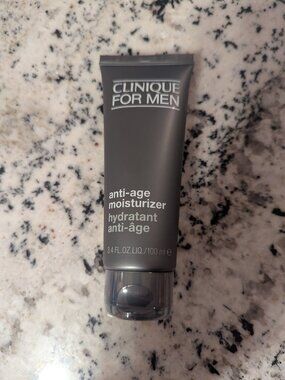 CLINIQUE
FOR MEN
anti-age
moisturizer
hydratant
anti-âge
3.4 FL.OZ.LIQ./100 ml e